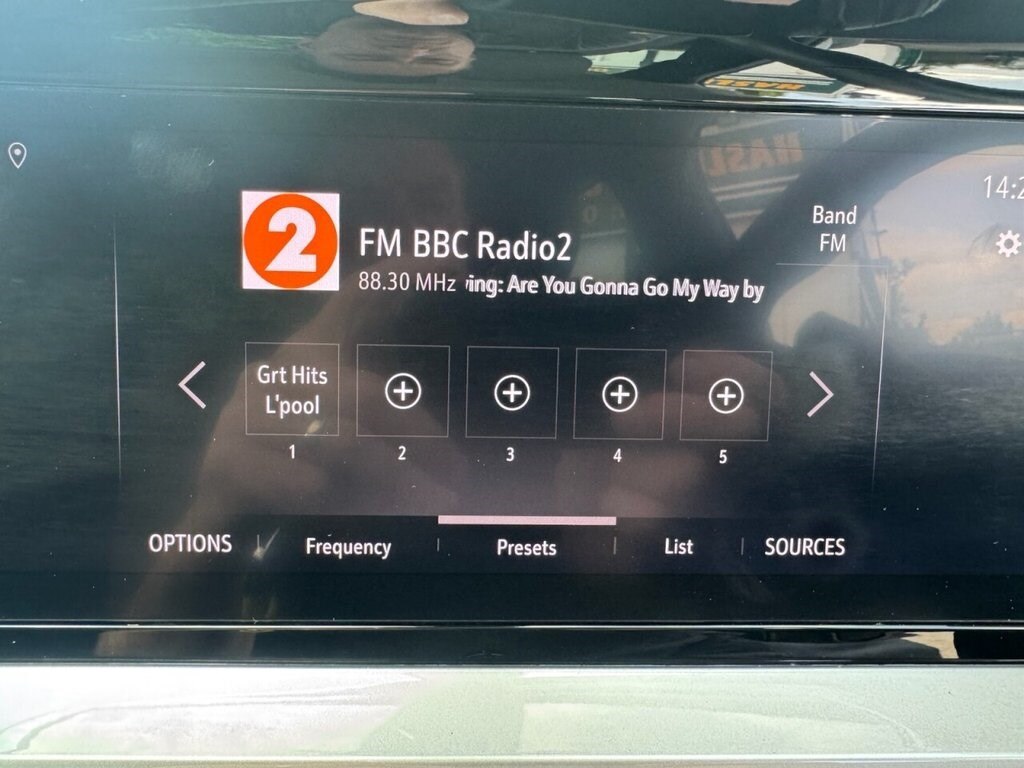 14:2
2
FM BBC Radio2
88.30 MHz ing: Are You Gonna Go My Way by
Band
FM
Grt Hits
L'pool
1
2
3
4
5
OPTIONS
Frequency
Presets
List
SOURCES